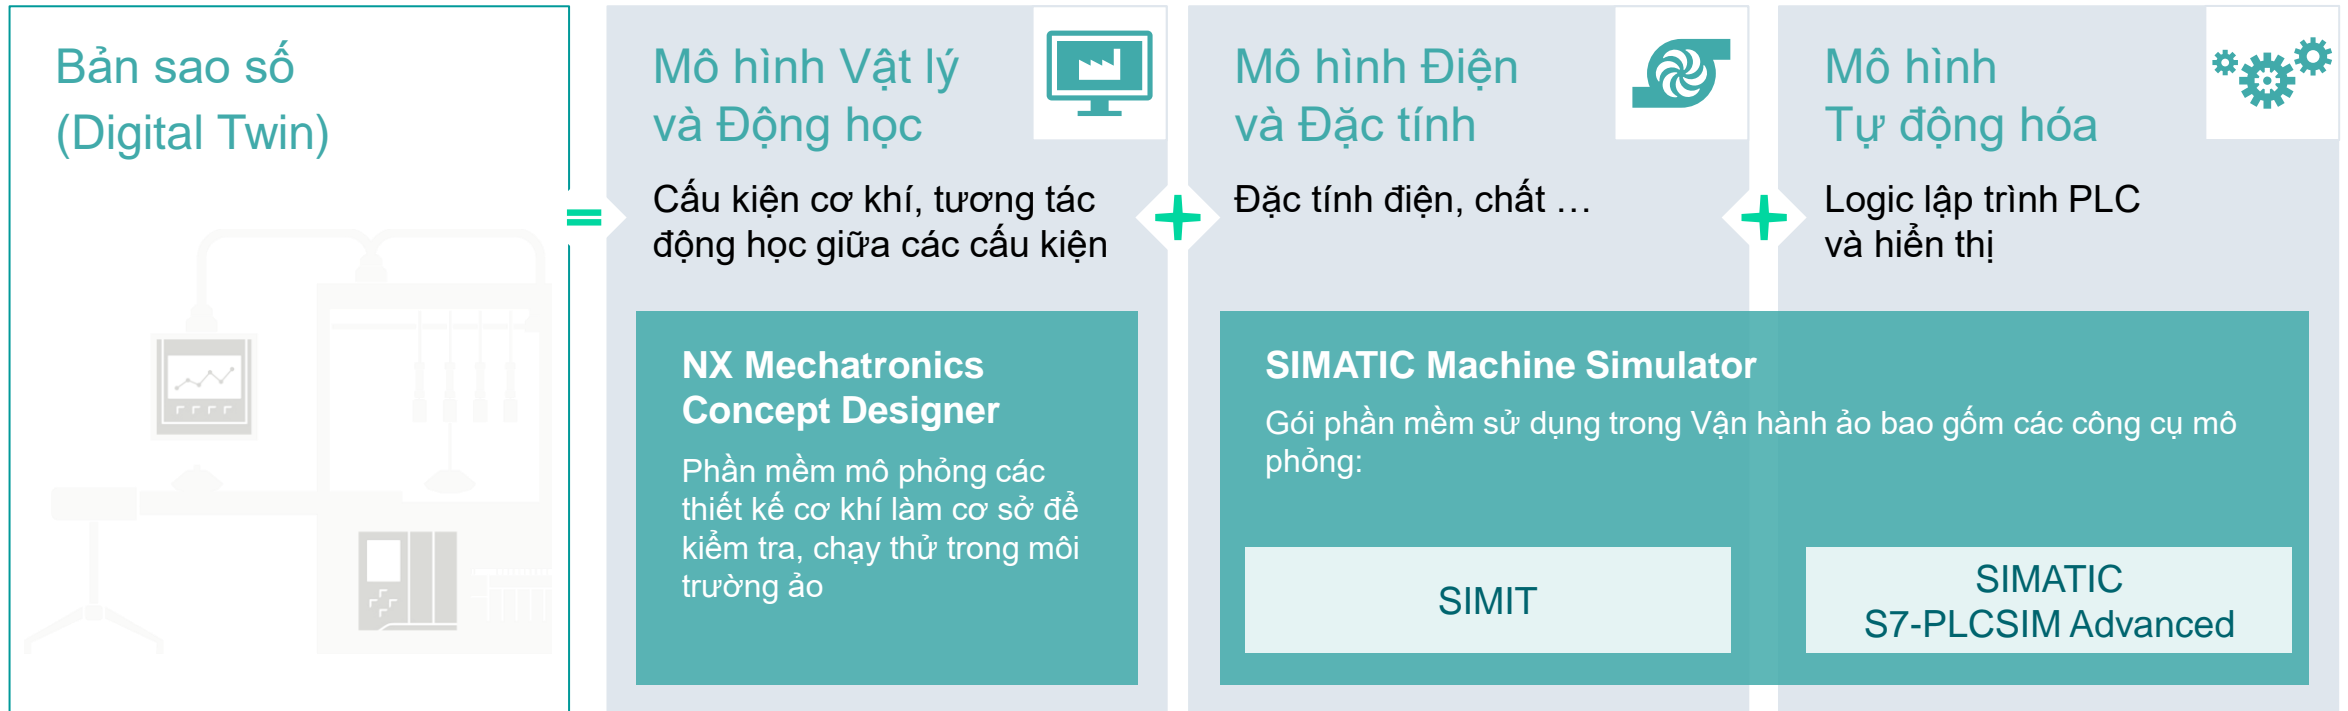 Bản sao số
(Digital Twin)
=
Mô hình Vật lý
và Động học
Cấu kiện cơ khí, tương tác
động học giữa các cấu kiện
NX Mechatronics
Concept Designer
Phần mềm mô phỏng các
thiết kế cơ khí làm cơ sở để
kiểm tra, chạy thử trong môi
trường ảo
+
Mô hình Điện
và Đặc tính
Đặc tính điện, chất ...
+
Mô hình
Tự động hóa
Logic lập trình PLC
và hiển thị
SIMATIC Machine Simulator
Gói phần mềm sử dụng trong Vận hành ảo bao gồm các công cụ mô
phỏng:
SIMIT
SIMATIC
S7-PLCSIM Advanced